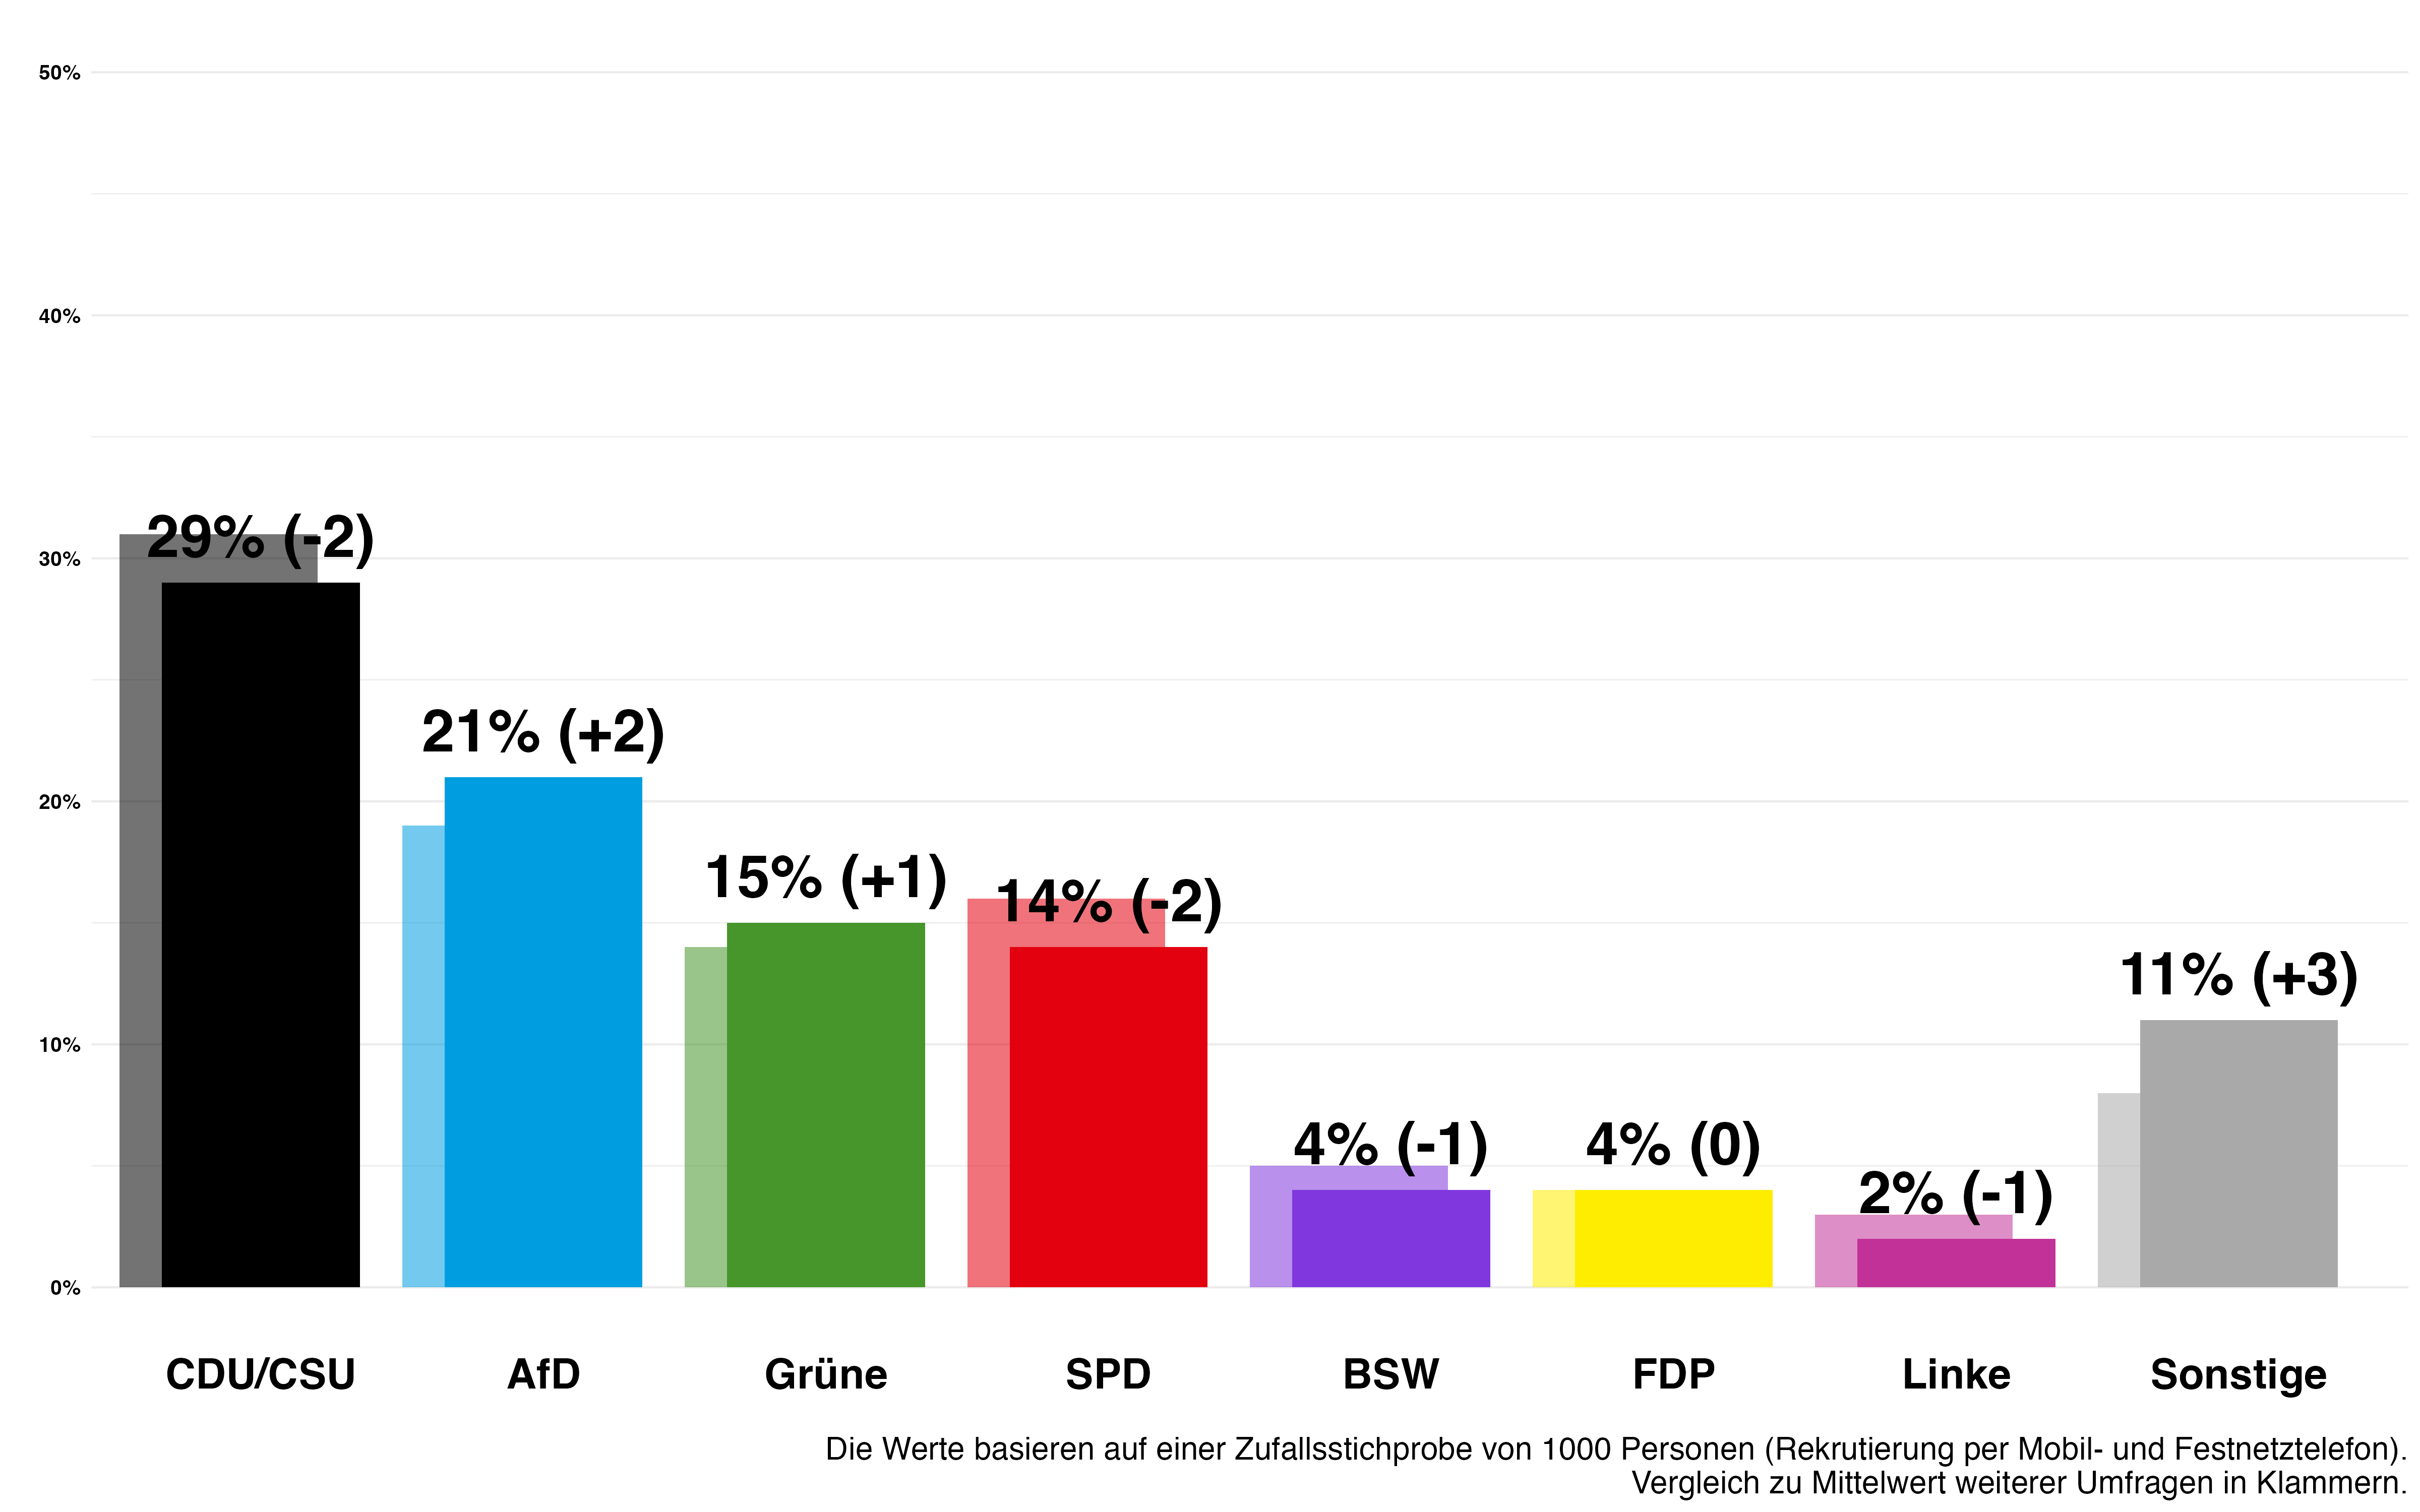 50%
40%
30%
20%
10%
0%
29% (-2)
21% (+2)
15% (+1)
14% (-2)
4% (-1)
4% (0)
2% (-1)
11% (+3)
CDU/CSU
AfD
Grüne
SPD
BSW
FDP
Linke
Sonstige
Die Werte basieren auf einer Zufallsstichprobe von 1000 Personen (Rekrutierung per Mobil- und Festnetztelefon).
Vergleich zu Mittelwert weiterer Umfragen in Klammern.